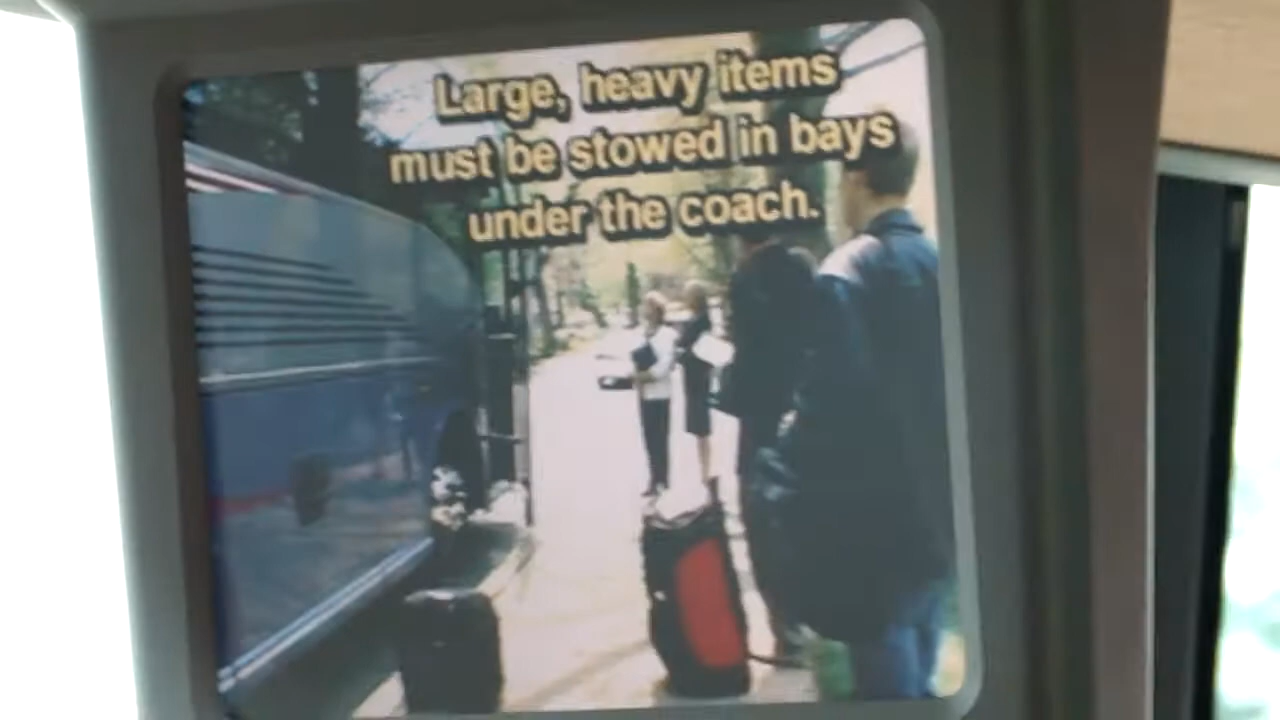 Large, heavy items
must be stowed in bays
under the coach.